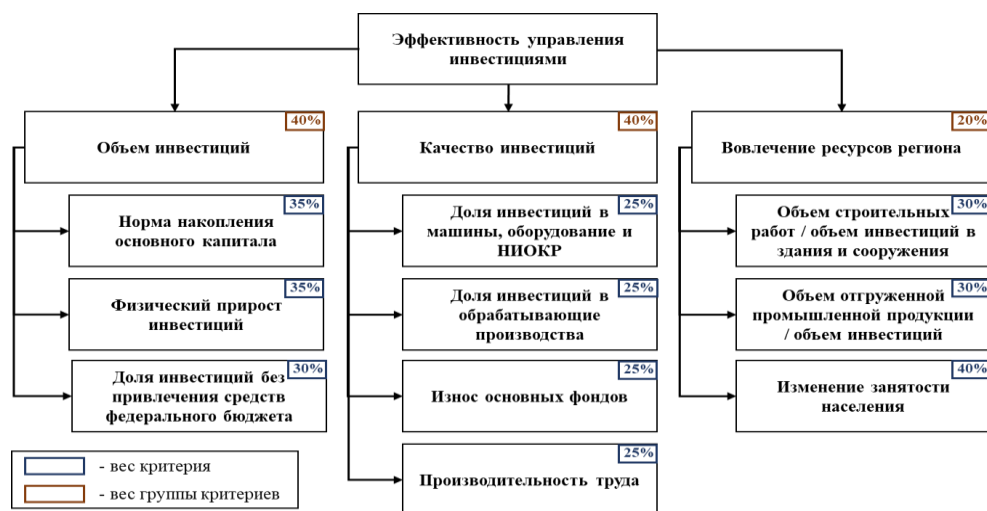 Эффективность управления
инвестициями
40%
Объем инвестиций
35%
Норма накопления
основного капитала
35%
Физический прирост
инвестиций
30%
Доля инвестиций без
привлечения средств
федерального бюджета
40%
Качество инвестиций
25%
Доля инвестиций в
машины, оборудование и
НИОКР
25%
Доля инвестиций в
обрабатывающие
производства
25%
Износ основных фондов
25%
Производительность труда
20%
Вовлечение ресурсов региона
30%
Объем строительных
работ / объем инвестиций в
здания и сооружения
30%
Объем отгруженной
промышленной продукции
/ объем инвестиций
40%
Изменение занятости
населения
- вес критерия
- вес группы критериев